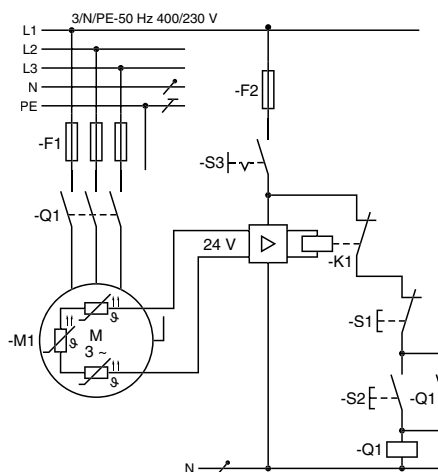 3/N/PE-50 Hz 400/230 V
L1
L2
L3
N
PE
-F1
-F2
-S3
-Q1
24 V
-K1
-M1
M
3 ~
ϑ
ϑ
ϑ
-S1
-S2
-Q1
-Q1
N